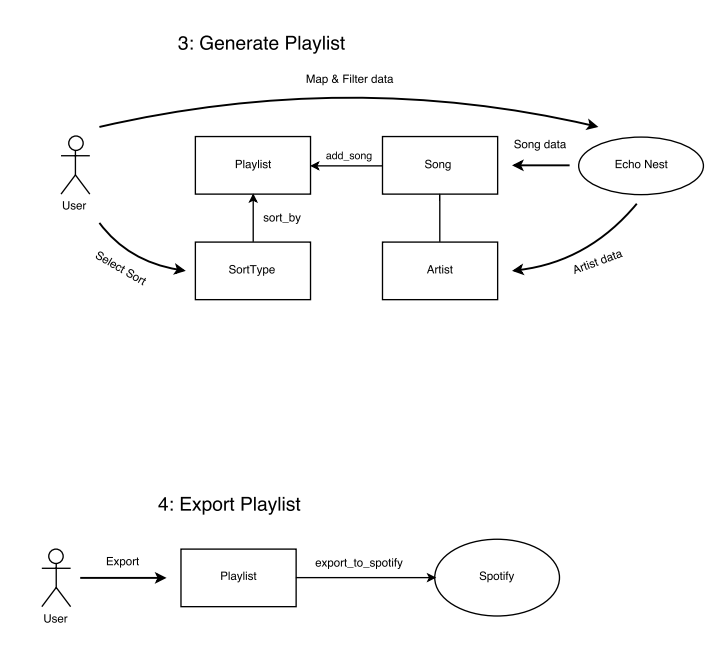 3: Generate Playlist
Map & Filter data
Song data
Playlist
add_song
Song
Echo Nest
User
sort_by
Select Sort
SortType
Artist
Artist data
4: Export Playlist
Export
Playlist
export_to_spotify
Spotify
User